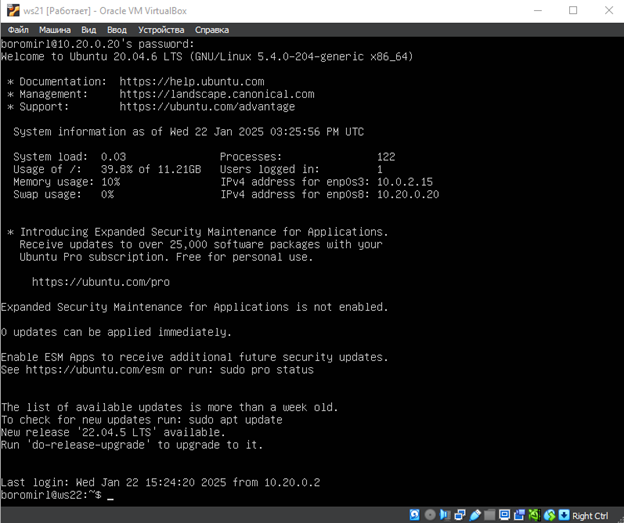 ws21 [Работает] - Oracle VM VirtualBox
Файл Машина Вид Ввод Устройства Справка
boromirl@10.20.0.20's password:
Welcome to Ubuntu 20.04.6 LTS (GNU/Linux 5.4.0-204-generic x86_64)
* Documentation: https://help.ubuntu.com
* Management: https://landscape.canonical.com
* Support: https://ubuntu.com/advantage
System information as of Wed 22 Jan 2025 03:25:56 PM UTC
System load: 0.03 Processes: 122
Usage of /: 39.8% of 11.21GB Users logged in: 1
Memory usage: 10% IPv4 address for enp0s3: 10.0.2.15
Swap usage: 0% IPv4 address for enp0s8: 10.20.0.20
* Introducing Expanded Security Maintenance for Applications.
Receive updates to over 25,000 software packages with your
Ubuntu Pro subscription. Free for personal use.
https://ubuntu.com/pro
Expanded Security Maintenance for Applications is not enabled.
0 updates can be applied immediately.
Enable ESM Apps to receive additional future security updates.
See https://ubuntu.com/esm or run: sudo pro status
The list of available updates is more than a week old.
To check for new updates run: sudo apt update
New release '22.04.5 LTS' available.
Run 'do-release-upgrade' to upgrade to it.
Last login: Wed Jan 22 15:24:20 2025 from 10.20.0.2
boromirl@ws22:~$ _
Right Ctrl